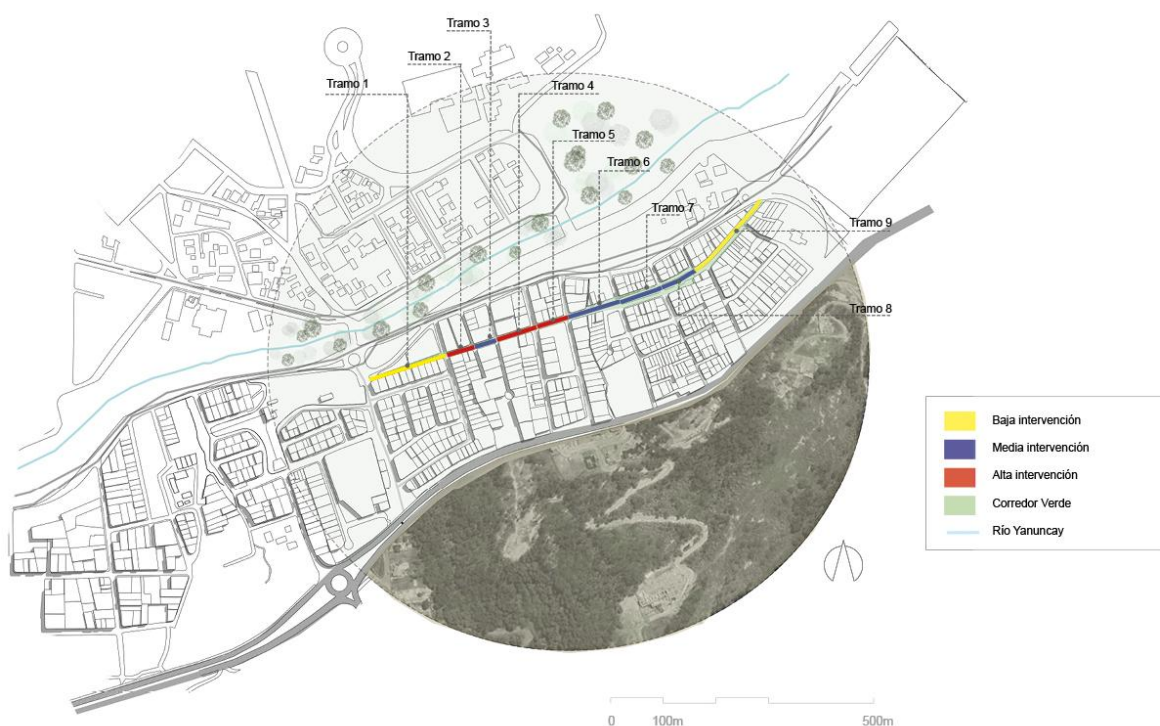 Tramo 3
Tramo 2
Tramo 1
Tramo 4
Tramo 5
Tramo 6
Tramo 7
Tramo 9
Tramo 8
Baja intervención
Media intervención
Alta intervención
Corredor Verde
Río Yanuncay
0 100m 500m